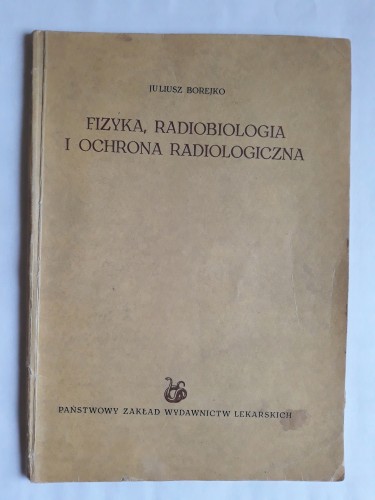 JULIUSZ BOREJKO
FIZYKA, RADIOBIOLOGIA
I OCHRONA RADIOLOGICZNA
PAŃSTWOWY ZAKŁAD WYDAWNICTW LEKARSKICH